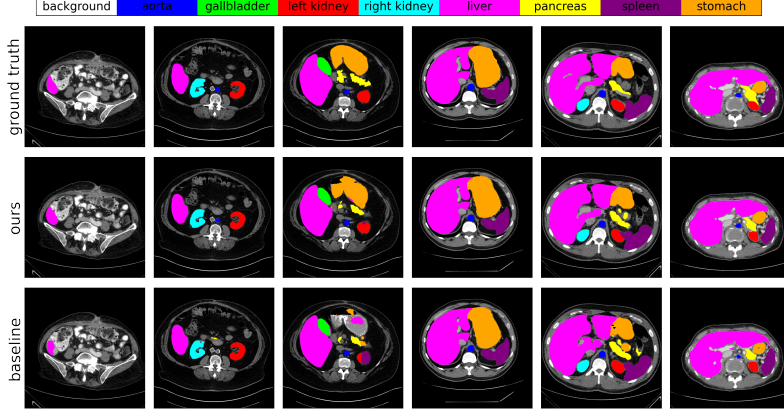 background aorta gallbladder left kidney right kidney liver pancreas spleen stomach
ground truth
ours
baseline